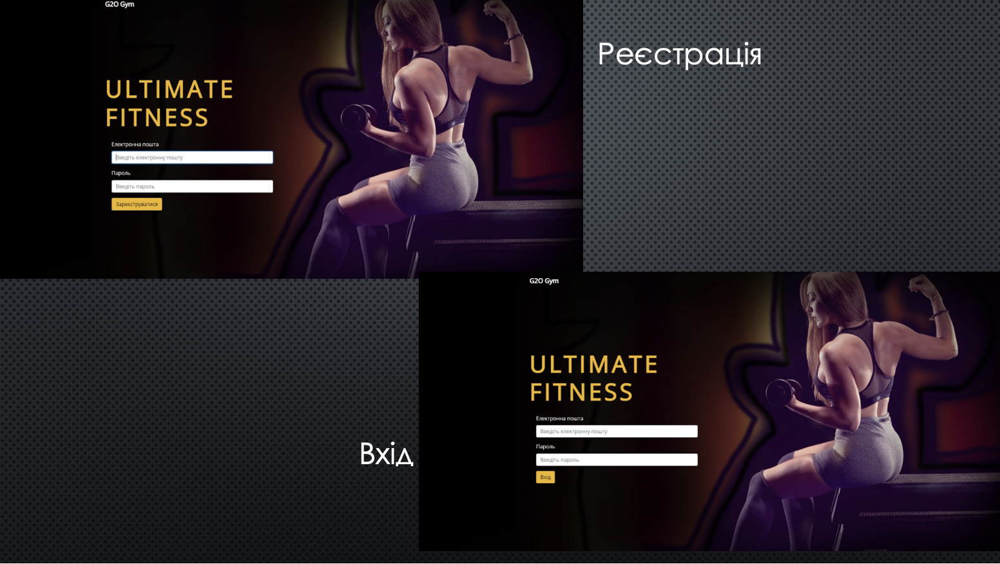 G2O Gym
Реєстрація
ULTIMATE
FITNESS
Електронна пошта
Введіть електронну пошту
Пароль
Введіть пароль
Зареєструватися
G2O Gym
ULTIMATE
FITNESS
Електронна пошта
Введіть електронну пошту
Пароль
Вхід
Введіть пароль
Вхід